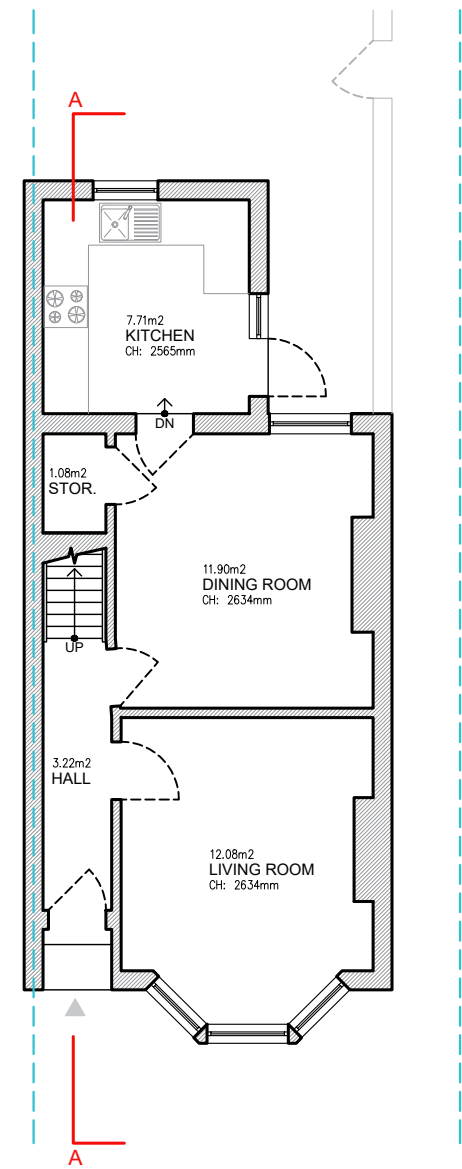 A
7.71m2
KITCHEN
CH: 2565mm
DN
1.08m2
STOR.
11.90m2
DINING ROOM
CH: 2634mm
UP
3.22m2
HALL
12.08m2
LIVING ROOM
CH: 2634mm
A